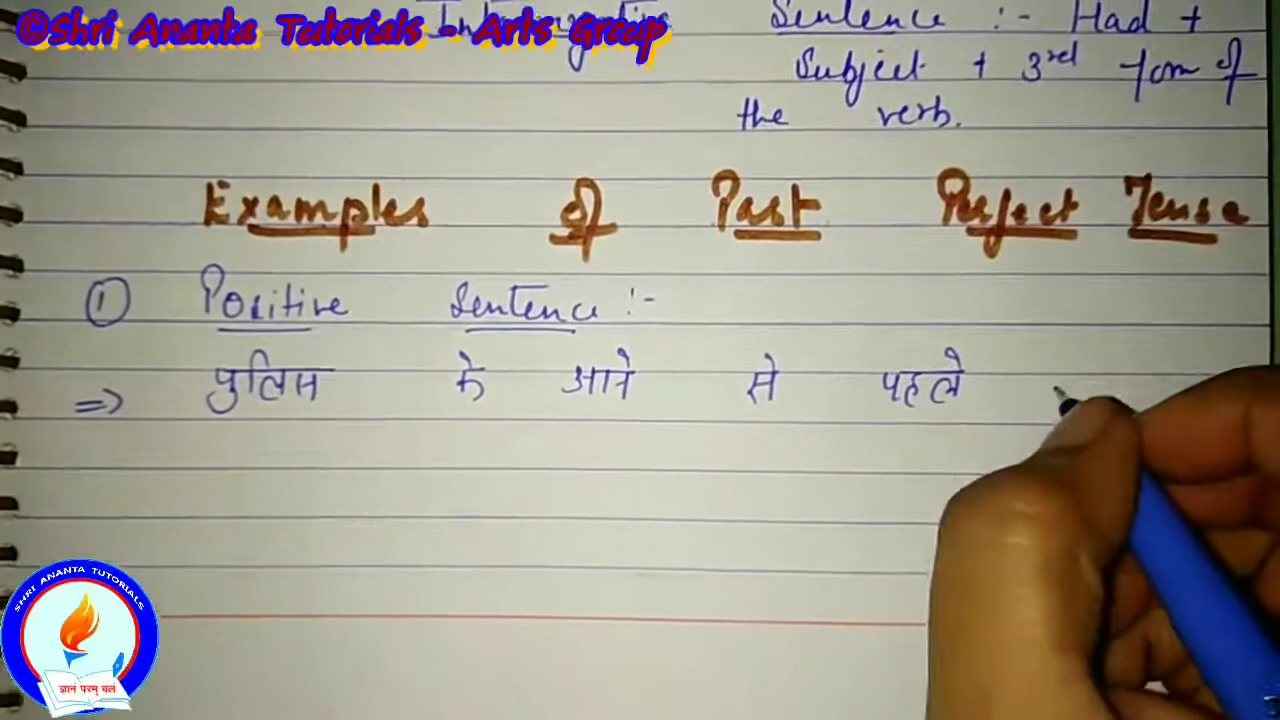 ©Shri Ananta Tutorials - Arts Group
Interrogative Sentence :- Had +
Subject + 3rd form of
the verb.
Examples of Past Perfect Tense
① Positive Sentence :-
⇒ पुलिस के आने से पहले
SHRI ANANTA TUTORIALS
ज्ञानं परमं बलं